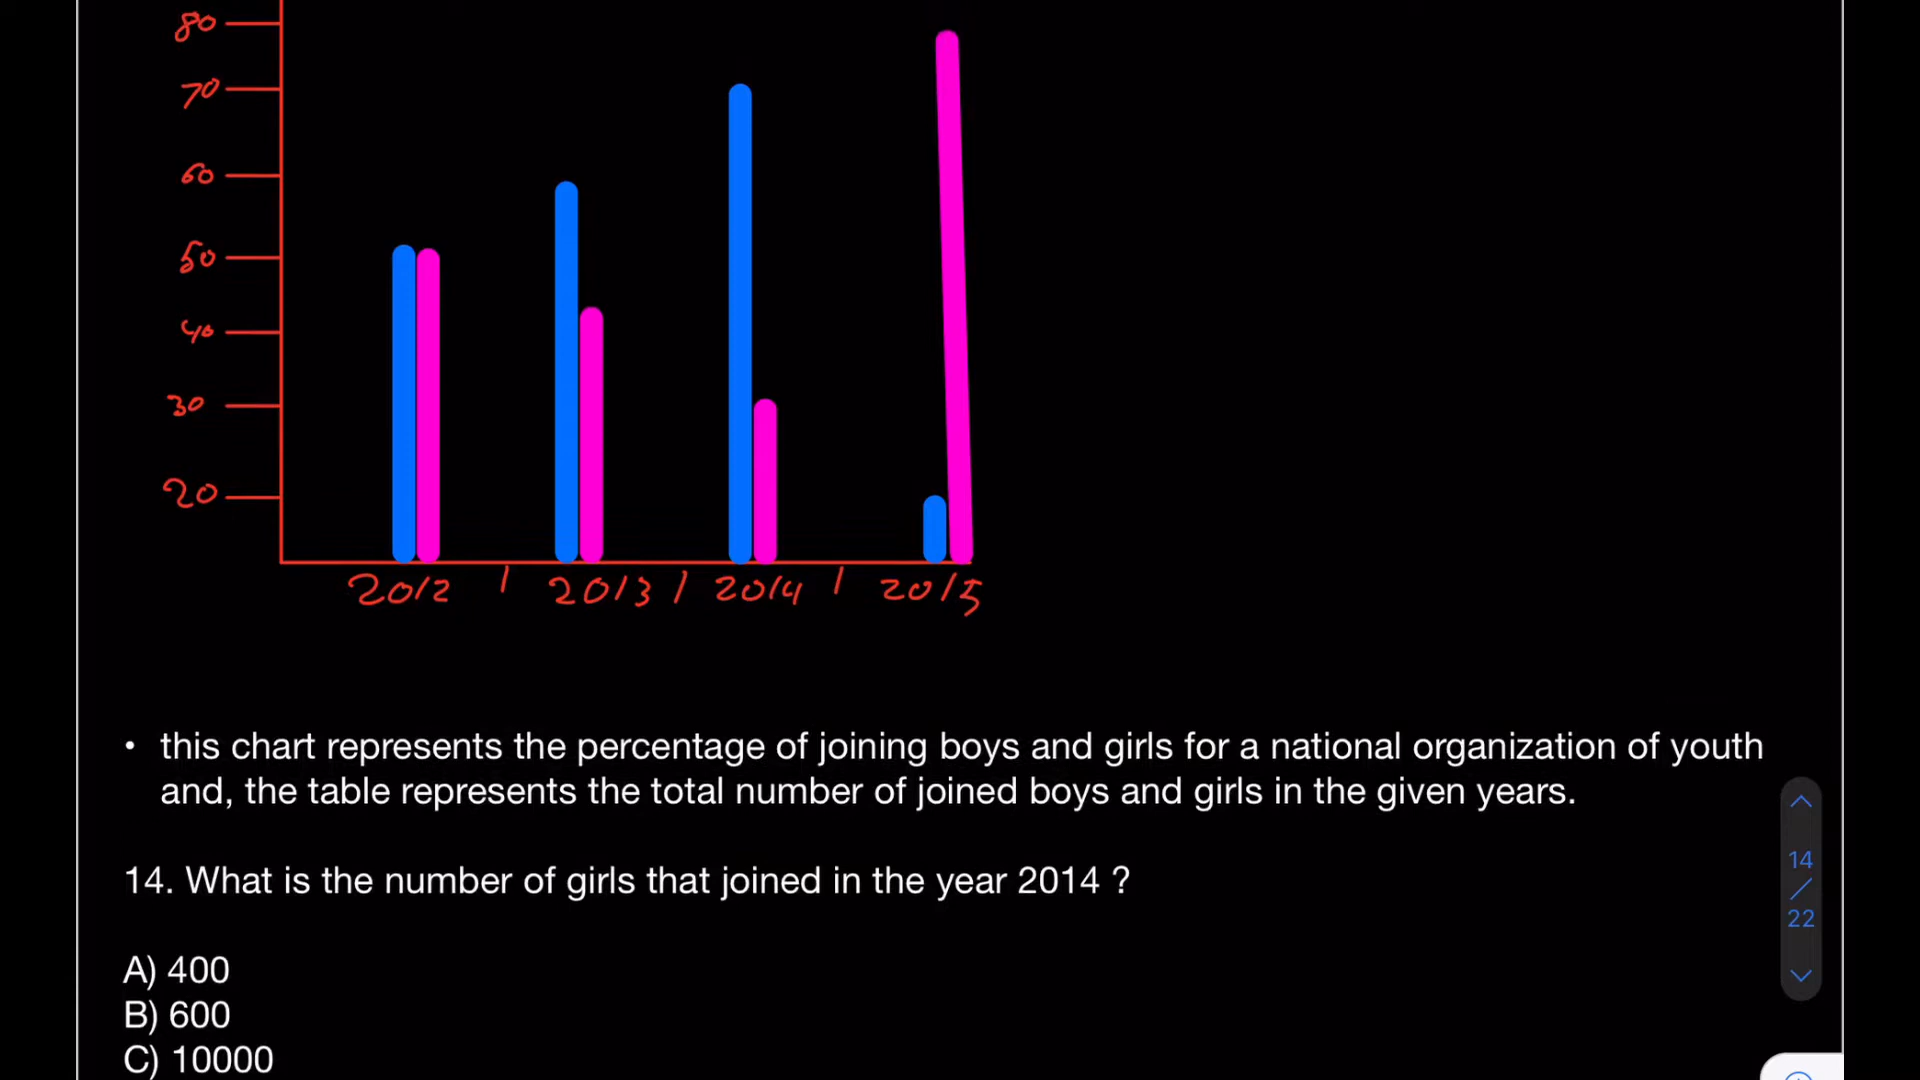 80
70
60
50
40
30
20
2012 | 2013 | 2014 | 2015
• this chart represents the percentage of joining boys and girls for a national organization of youth
and, the table represents the total number of joined boys and girls in the given years.
14. What is the number of girls that joined in the year 2014 ?
A) 400
B) 600
C) 10000
14
/
22